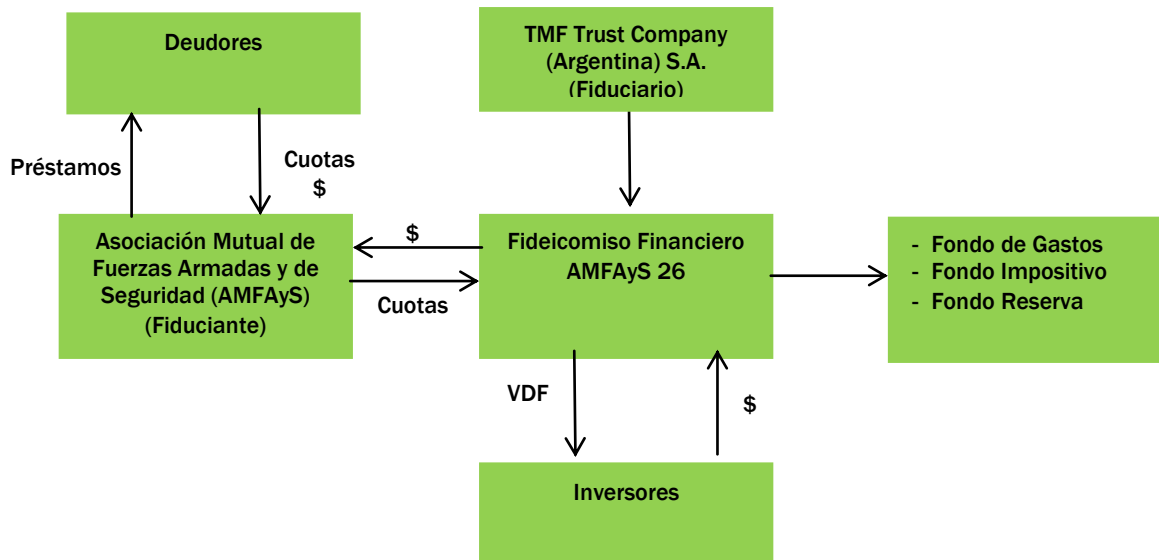 Deudores
TMF Trust Company
(Argentina) S.A.
(Fiduciario)
Préstamos
Cuotas
$
Asociación Mutual de
Fuerzas Armadas y de
Seguridad (AMFAyS)
(Fiduciante)
$
Cuotas
Fideicomiso Financiero
AMFAyS 26
- Fondo de Gastos
- Fondo Impositivo
- Fondo Reserva
VDF
$
Inversores